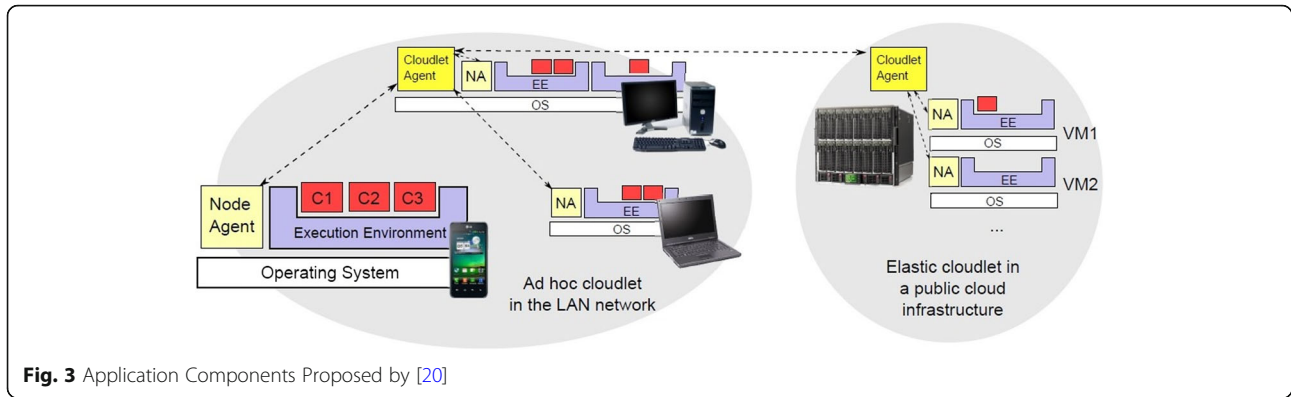 Cloudlet
Agent
NA
EE
OS
Cloudlet
Agent
NA
EE
OS
VM1
NA
EE
OS
VM2
...
Node
Agent
C1
C2
C3
Execution Environment
Operating System
NA
EE
OS
Ad hoc cloudlet
in the LAN network
Elastic cloudlet in
a public cloud
infrastructure
Fig. 3 Application Components Proposed by [20]